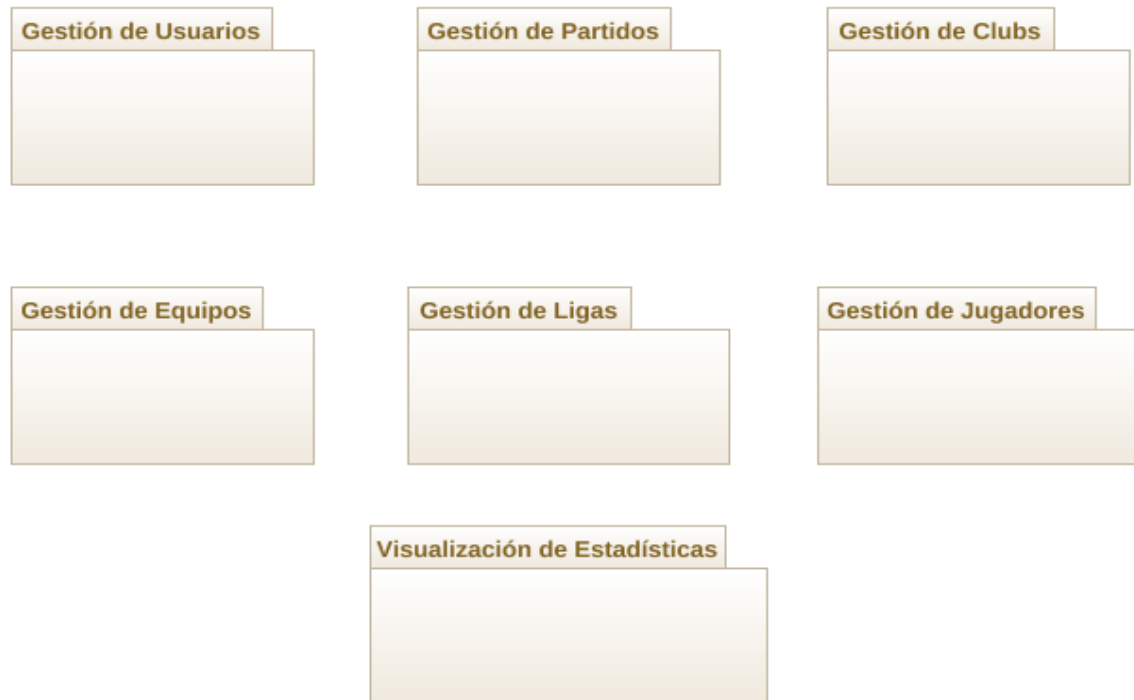 Gestión de Usuarios
Gestión de Partidos
Gestión de Clubs
Gestión de Equipos
Gestión de Ligas
Gestión de Jugadores
Visualización de Estadísticas